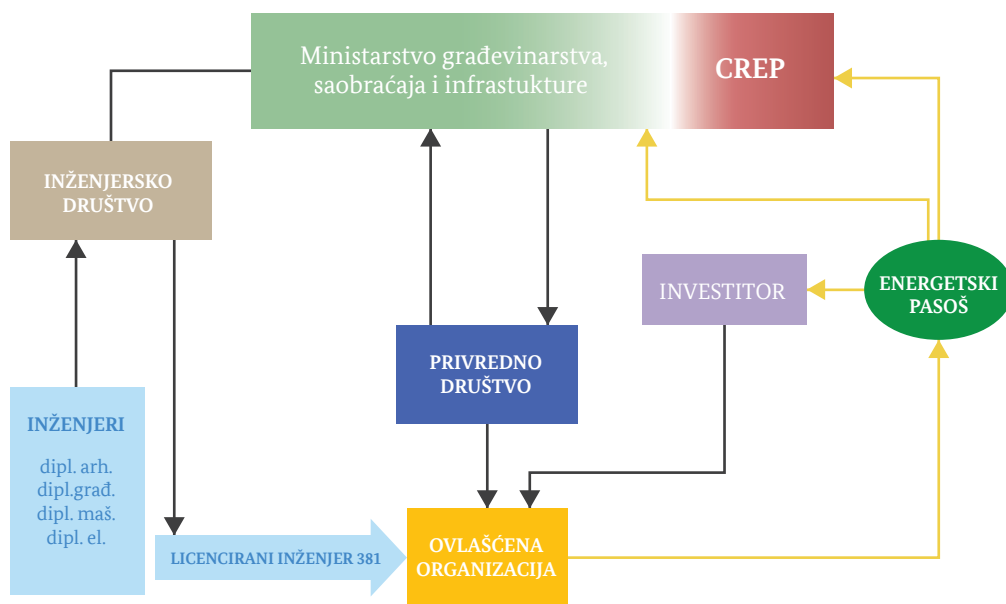 Ministarstvo građevinarstva,
saobraćaja i infrastukture
CREP
INŽENJERSKO
DRUŠTVO
INVESTITOR
ENERGETSKI
PASOŠ
PRIVREDNO
DRUŠTVO
INŽENJERI
dipl. arh.
dipl.građ.
dipl. maš.
dipl. el.
LICENCIRANI INŽENJER 381
OVLAŠĆENA
ORGANIZACIJA